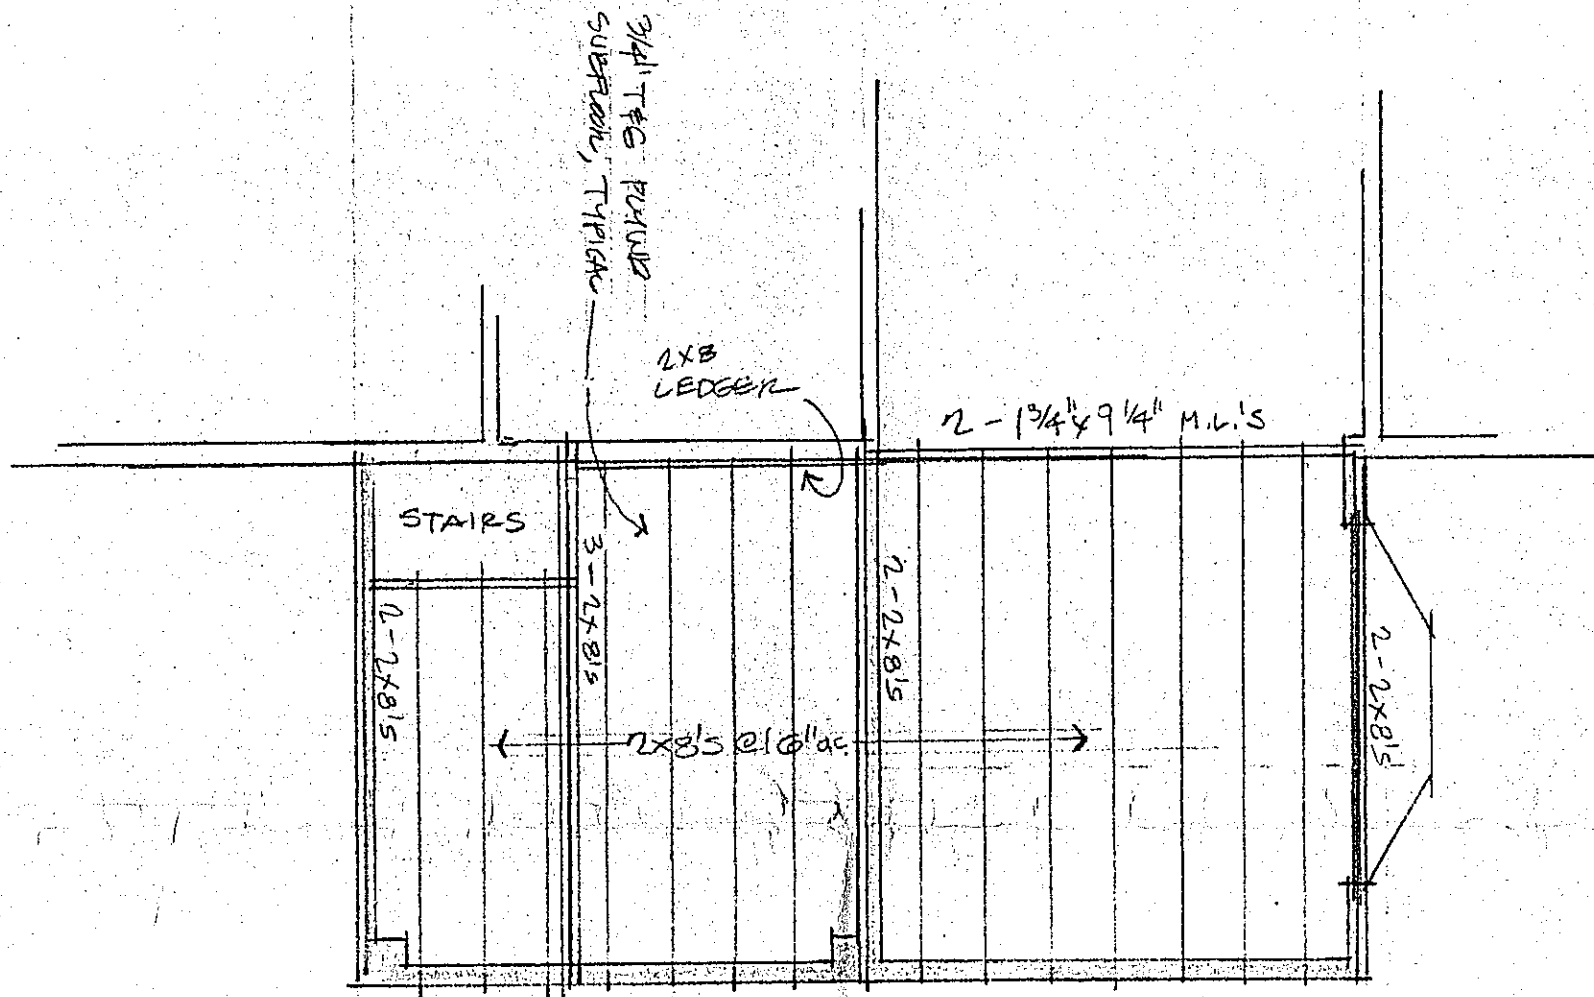 3/4" T&G PLYWD
SUBFLOOR, TYPICAL
2X8
LEDGER
2 - 1 3/4" x 9 1/4" M.L.'S
STAIRS
2 - 2X8'S
3 - 2X8'S
2 - 2X8'S
2 - 2X8'S
2X8'S @ 16" oc.